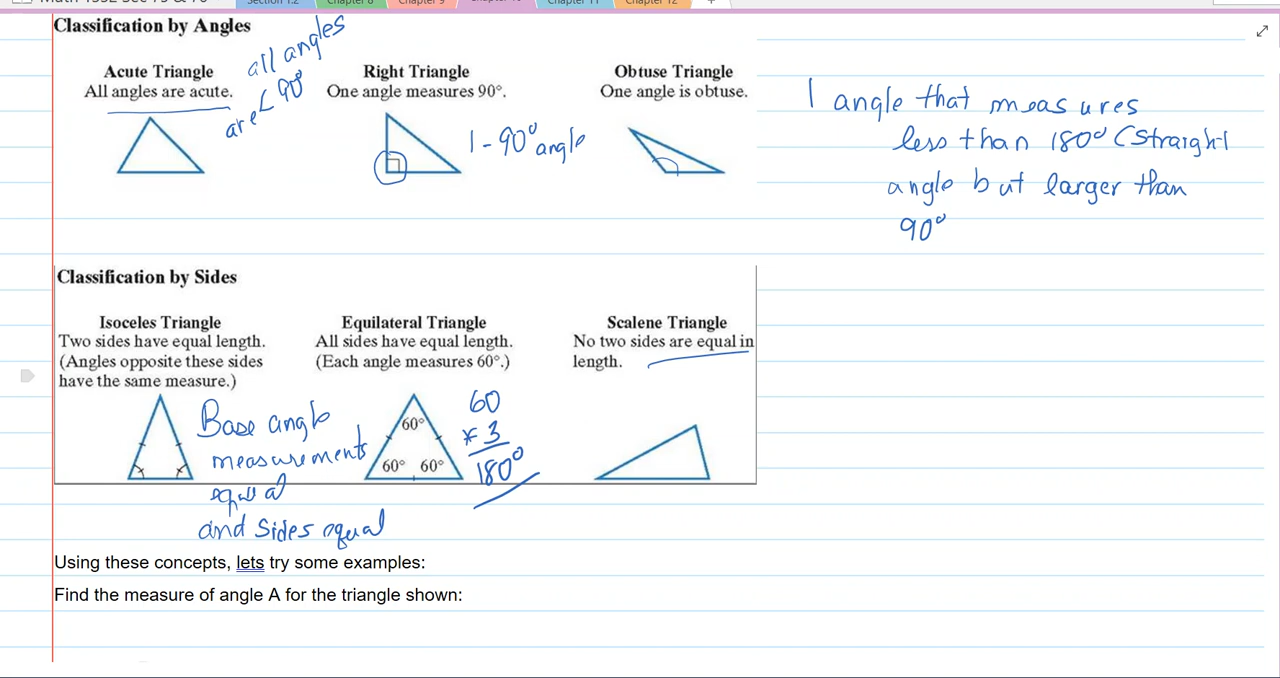 Classification by Angles
Acute Triangle
All angles are acute.
all angles
are < 90°
Right Triangle
One angle measures 90°.
1 - 90° angle
Obtuse Triangle
One angle is obtuse.
1 angle that measures
less than 180° (straight
angle but larger than
90°
Classification by Sides
Isoceles Triangle
Two sides have equal length.
(Angles opposite these sides
have the same measure.)
Base angle
measurements
equal
and sides equal
Equilateral Triangle
All sides have equal length.
(Each angle measures 60°.)
60°
60° 60°
60
* 3
180°
Scalene Triangle
No two sides are equal in
length.
Using these concepts, lets try some examples:
Find the measure of angle A for the triangle shown: